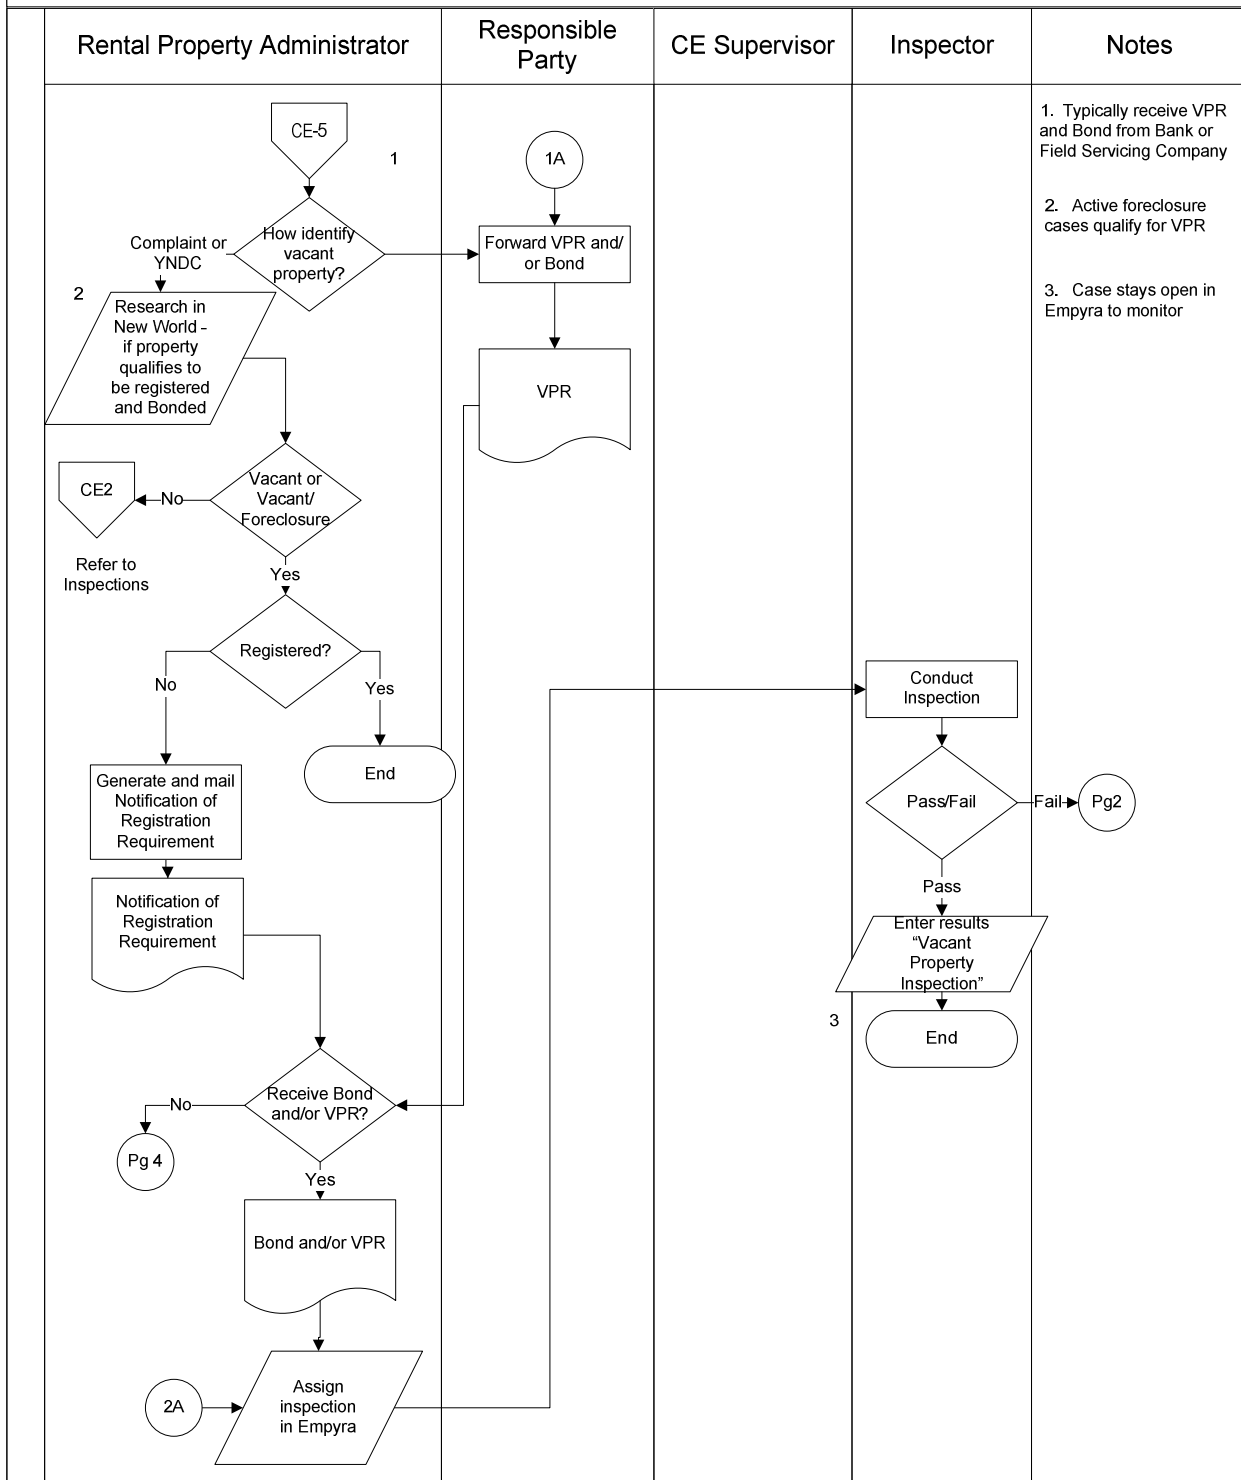 Rental Property Administrator
Responsible
Party
CE Supervisor
Inspector
Notes
CE-5
1
1A
1. Typically receive VPR
and Bond from Bank or
Field Servicing Company
How identify
vacant
property?
Complaint or
YNDC
Forward VPR and/
or Bond
2. Active foreclosure
cases qualify for VPR
2
Research in
New World -
if property
qualifies to
be registered
and Bonded
3. Case stays open in
Empyra to monitor
VPR
CE2
No
Vacant or
Vacant/
Foreclosure
Refer to
Inspections
Yes
Registered?
No
Yes
Conduct
Inspection
End
Generate and mail
Notification of
Registration
Requirement
Pass/Fail
Fail
Pg2
Pass
Notification of
Registration
Requirement
Enter results
“Vacant
Property
Inspection”
3
End
Receive Bond
and/or VPR?
No
Pg 4
Yes
Bond and/or VPR
2A
Assign
inspection
in Empyra